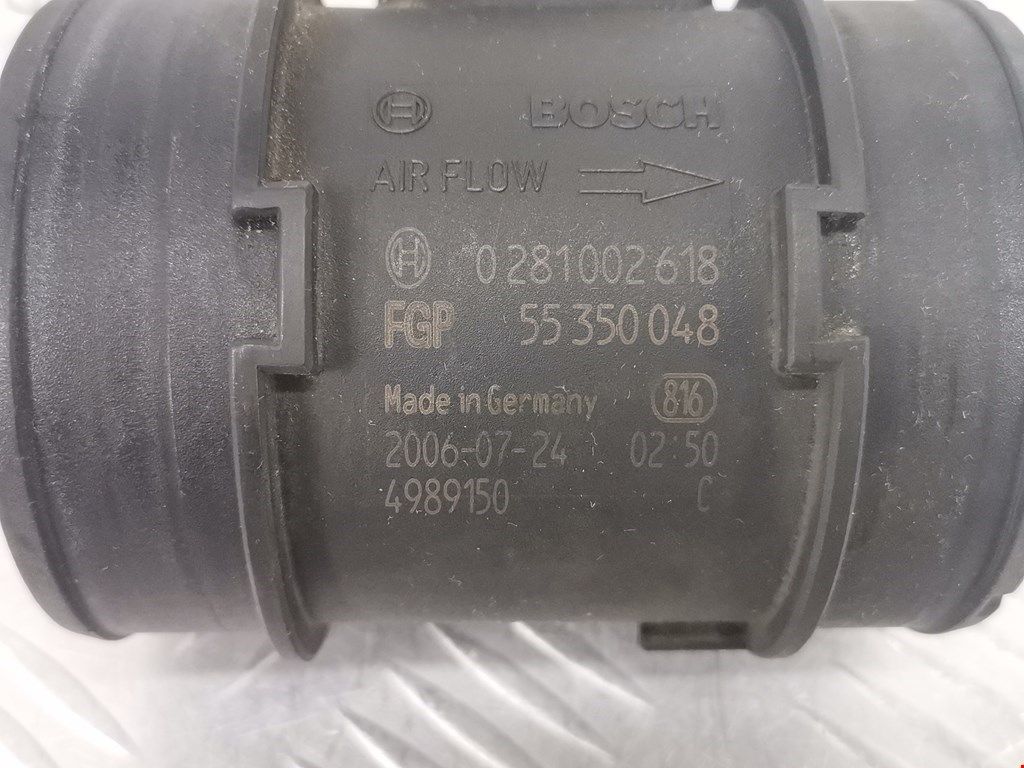 BOSCH
AIR FLOW
0 281 002 618
FGP 55 350 048
Made in Germany 816
2006-07-24 02:50
4989150 C